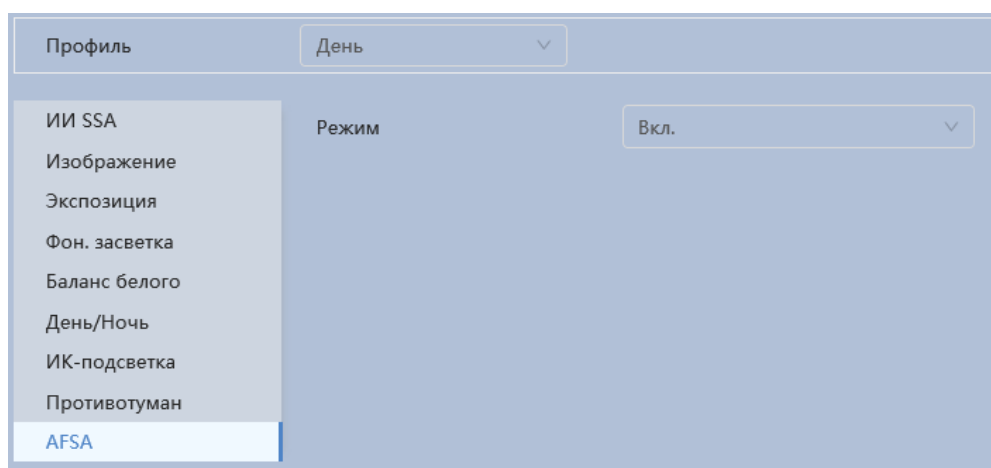 Профиль День
ИИ SSA
Режим Вкл.
Изображение
Экспозиция
Фон. засветка
Баланс белого
День/Ночь
ИК-подсветка
Противотуман
AFSA